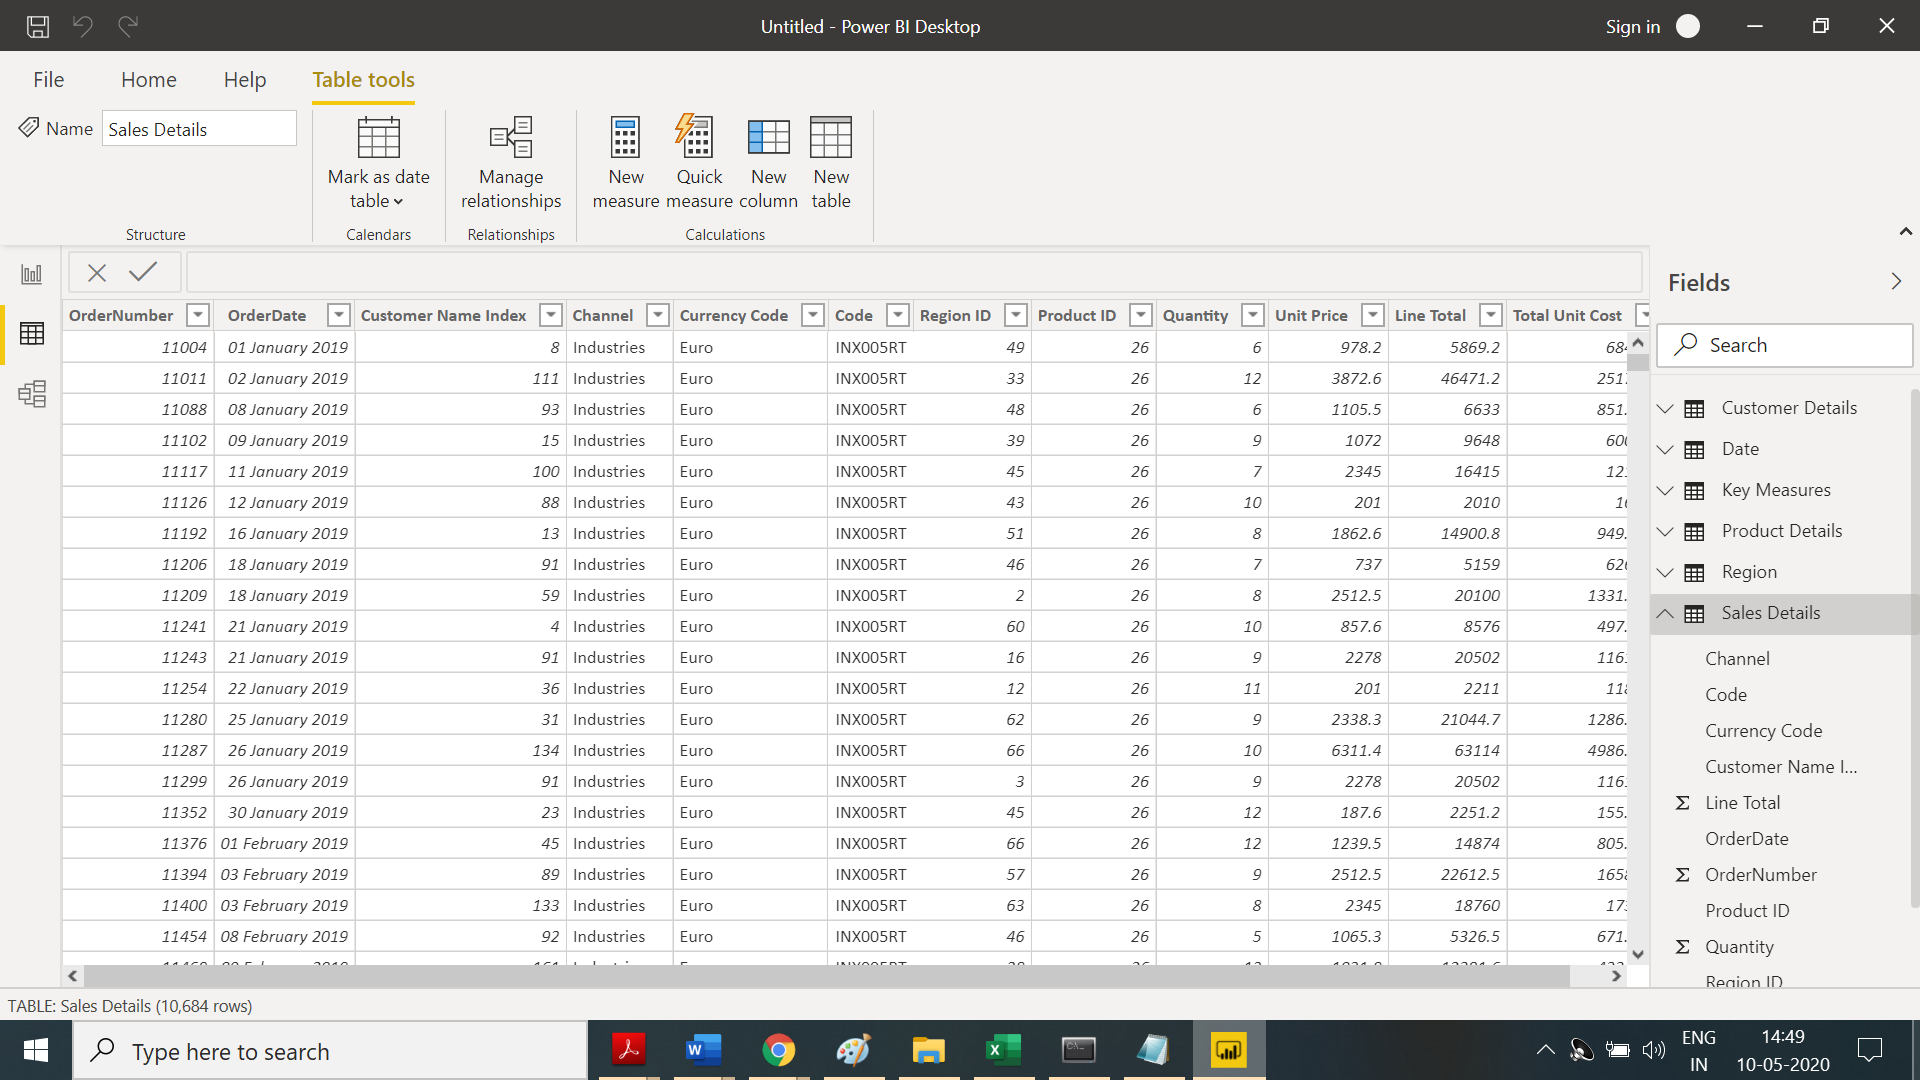 Untitled - Power BI Desktop
Sign in
File Home Help Table tools
Name Sales Details
Mark as date table
Manage relationships
New measure
Quick measure
New column
New table
Structure Calendars Relationships Calculations
OrderNumber OrderDate Customer Name Index Channel Currency Code Code Region ID Product ID Quantity Unit Price Line Total Total Unit Cost
11004 01 January 2019 8 Industries Euro INX005RT 49 26 6 978.2 5869.2
11011 02 January 2019 111 Industries Euro INX005RT 33 26 12 3872.6 46471.2
11088 08 January 2019 93 Industries Euro INX005RT 48 26 6 1105.5 6633 851.
11102 09 January 2019 15 Industries Euro INX005RT 39 26 9 1072 9648
11117 11 January 2019 100 Industries Euro INX005RT 45 26 7 2345 16415
11126 12 January 2019 88 Industries Euro INX005RT 43 26 10 201 2010
11192 16 January 2019 13 Industries Euro INX005RT 51 26 8 1862.6 14900.8 949.
11206 18 January 2019 91 Industries Euro INX005RT 46 26 7 737 5159
11209 18 January 2019 59 Industries Euro INX005RT 2 26 8 2512.5 20100 1331.
11241 21 January 2019 4 Industries Euro INX005RT 60 26 10 857.6 8576 497.
11243 21 January 2019 91 Industries Euro INX005RT 16 26 9 2278 20502
11254 22 January 2019 36 Industries Euro INX005RT 12 26 11 201 2211
11280 25 January 2019 31 Industries Euro INX005RT 62 26 9 2338.3 21044.7 1286.
11287 26 January 2019 134 Industries Euro INX005RT 66 26 10 6311.4 63114 4986.
11299 26 January 2019 91 Industries Euro INX005RT 3 26 9 2278 20502
11352 30 January 2019 23 Industries Euro INX005RT 45 26 12 187.6 2251.2 155.
11376 01 February 2019 45 Industries Euro INX005RT 66 26 12 1239.5 14874 805.
11394 03 February 2019 89 Industries Euro INX005RT 57 26 9 2512.5 22612.5
11400 03 February 2019 133 Industries Euro INX005RT 63 26 8 2345 18760
11454 08 February 2019 92 Industries Euro INX005RT 46 26 5 1065.3 5326.5 671.
Fields
Search
Customer Details
Date
Key Measures
Product Details
Region
Sales Details
Channel
Code
Currency Code
Customer Name I...
Σ Line Total
OrderDate
Σ OrderNumber
Product ID
Σ Quantity
Region ID
TABLE: Sales Details (10,684 rows)
Type here to search
ENG
IN
14:49
10-05-2020